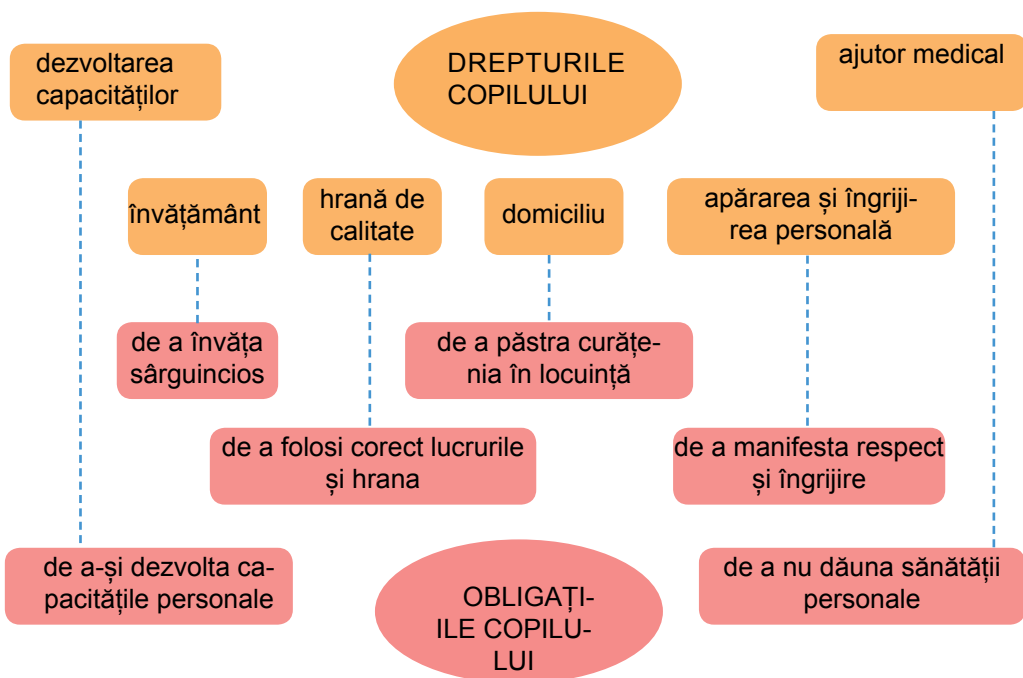 dezvoltarea
capacităților
DREPTURILE
COPILULUI
ajutor medical
învățământ
hrană de
calitate
domiciliu
apărarea și îngriji-
rea personală
de a învăța
sârguincios
de a păstra curățe-
nia în locuință
de a folosi corect lucrurile
și hrana
de a manifesta respect
și îngrijire
de a-și dezvolta ca-
pacitățile personale
OBLIGAȚI-
ILE COPILU-
LUI
de a nu dăuna sănătății
personale